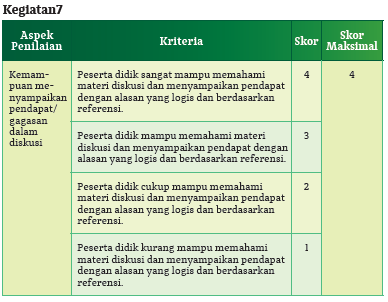 Kegiatan7
Aspek
Penilaian
Kriteria
Skor
Skor
Maksimal
Kemam-
puan me-
nyampaikan
pendapat/
gagasan
dalam
diskusi
Peserta didik sangat mampu memahami
materi diskusi dan menyampaikan pendapat
dengan alasan yang logis dan berdasarkan
referensi.
4
4
Peserta didik mampu memahami materi
diskusi dan menyampaikan pendapat dengan
alasan yang logis dan berdasarkan referensi.
3
Peserta didik cukup mampu memahami
materi diskusi dan menyampaikan pendapat
dengan alasan yang logis dan berdasarkan
referensi.
2
Peserta didik kurang mampu memahami
materi diskusi dan menyampaikan pendapat
dengan alasan yang logis dan berdasarkan
referensi.
1